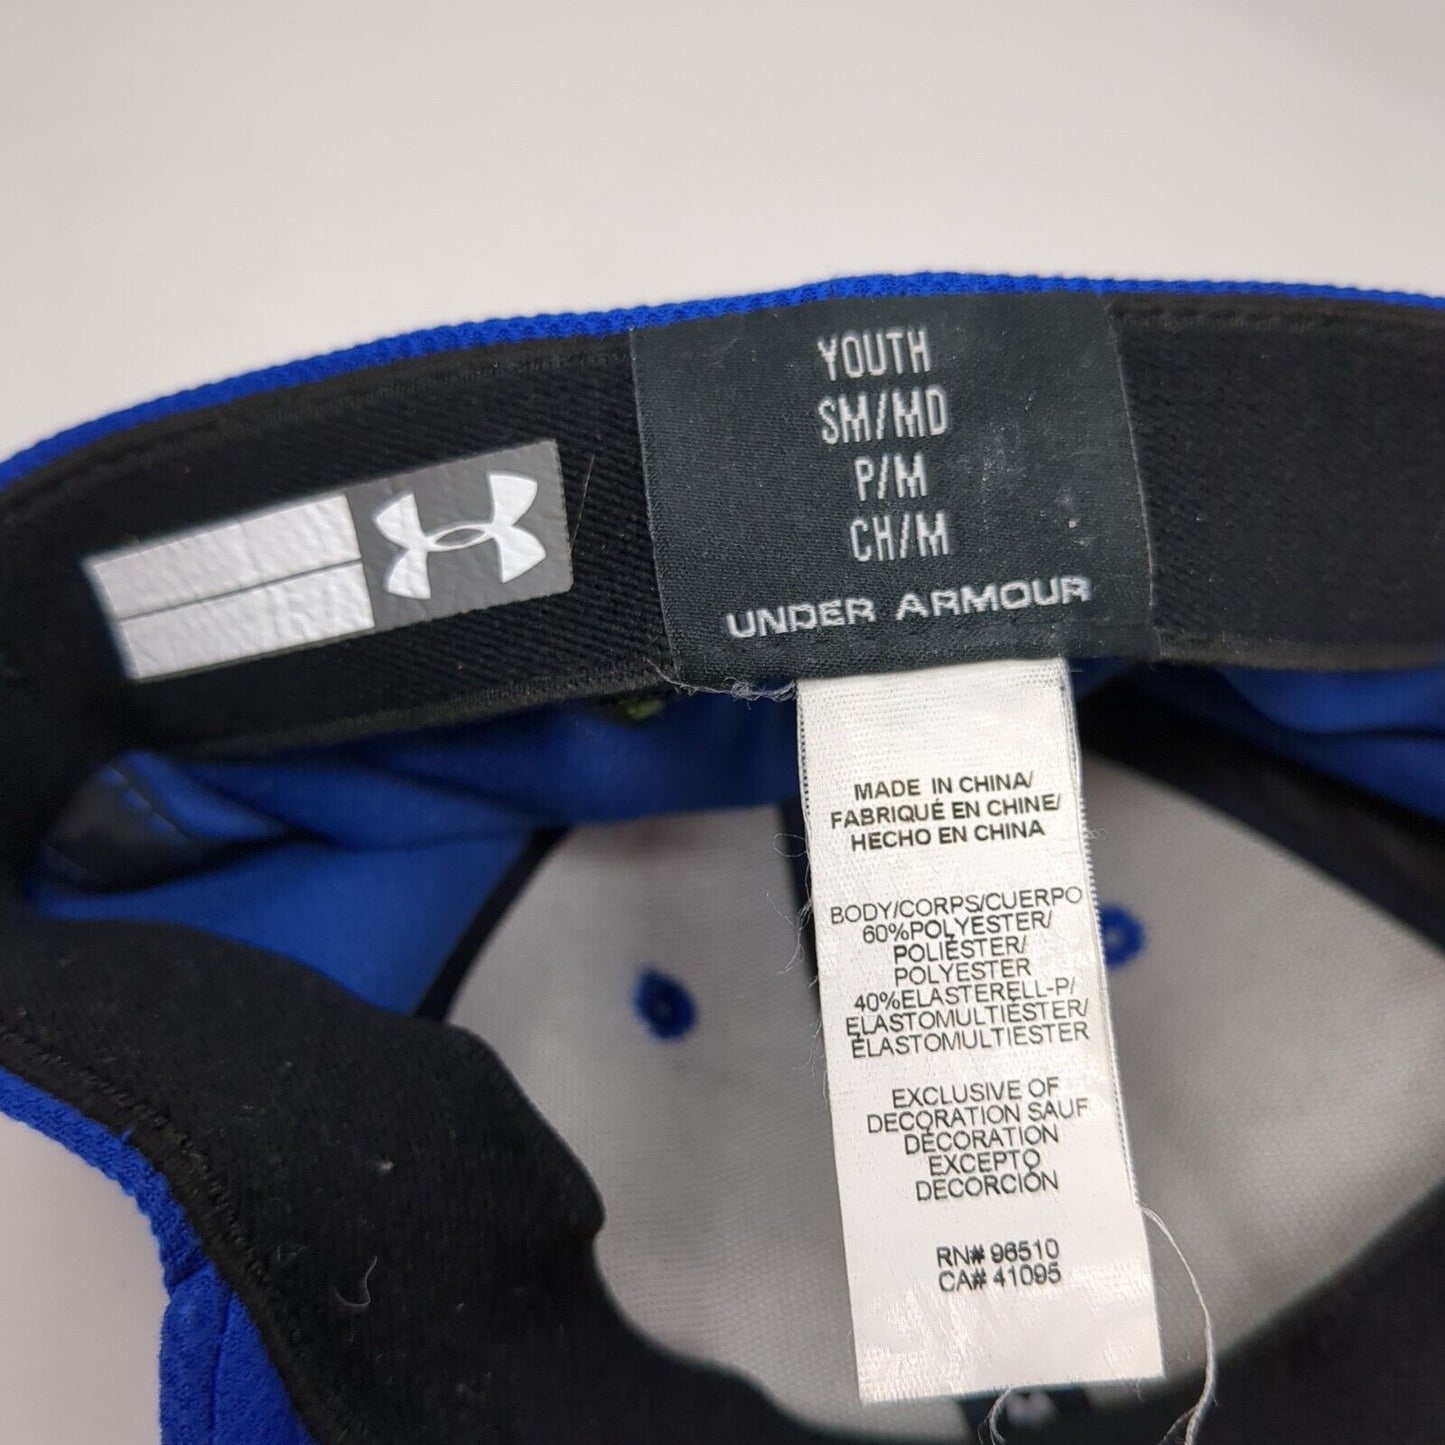 YOUTH
SM/MD
P/M
CH/M
UNDER ARMOUR
MADE IN CHINA/
FABRIQUÉ EN CHINE/
HECHO EN CHINA
BODY/CORPS/CUERPO
60%POLYESTER/
POLIÉSTER/
POLYESTER
40%ELASTERELL-P/
ELASTOMULTIESTER/
ÉLASTOMULTIESTER
EXCLUSIVE OF
DECORATION SAUF
DÉCORATION
EXCEPTO
DECORCIÓN
RN# 96510
CA# 41095